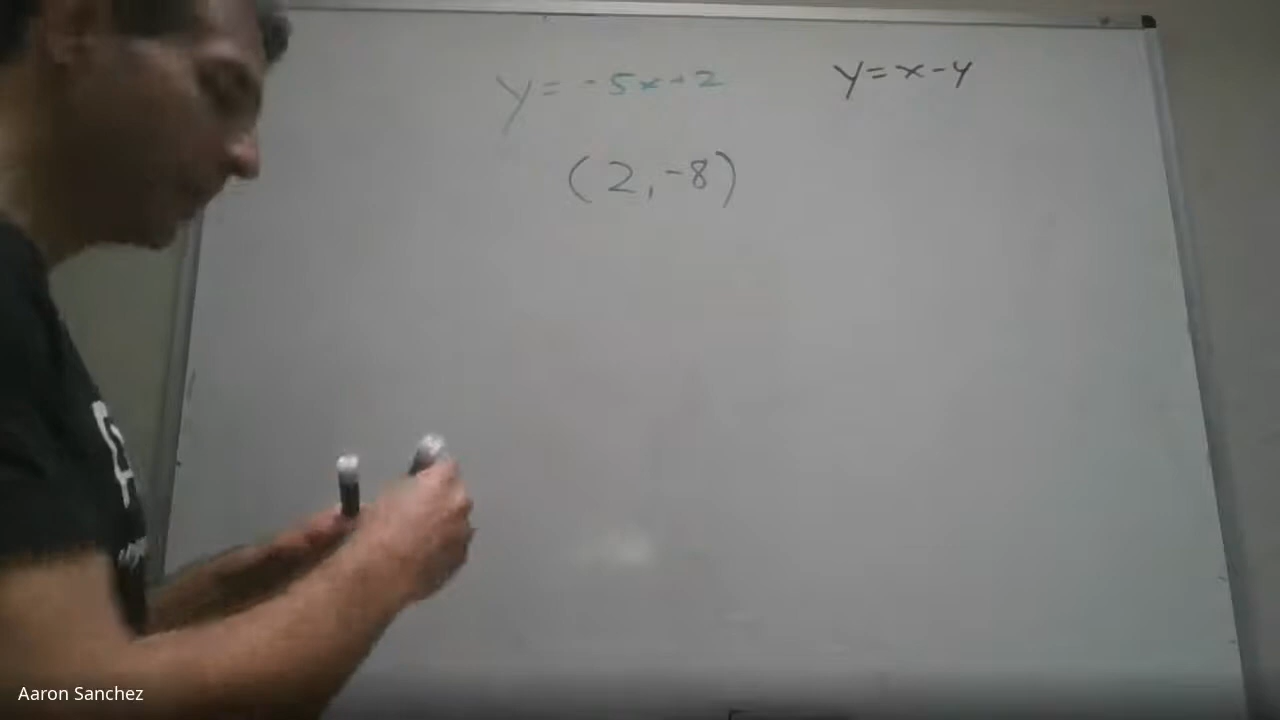 y = -5x+2
y = x-4
(2,-8)
Aaron Sanchez